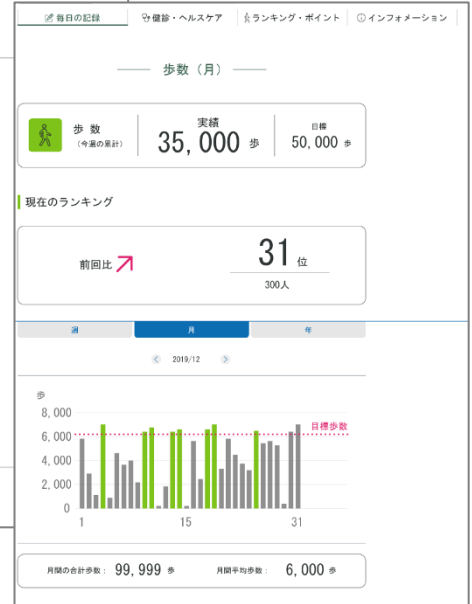 毎日の記録 健診・ヘルスケア ランキング・ポイント インフォメーション
歩数（月）
歩 数
（今週の累計）
実績
35,000 歩
目標
50,000 歩
現在のランキング
前回比
31 位
300人
週 月 年
2019/12
歩
8,000
6,000
4,000
2,000
0
目標歩数
1 15 31
月間の合計歩数： 99,999 歩 月間平均歩数： 6,000 歩